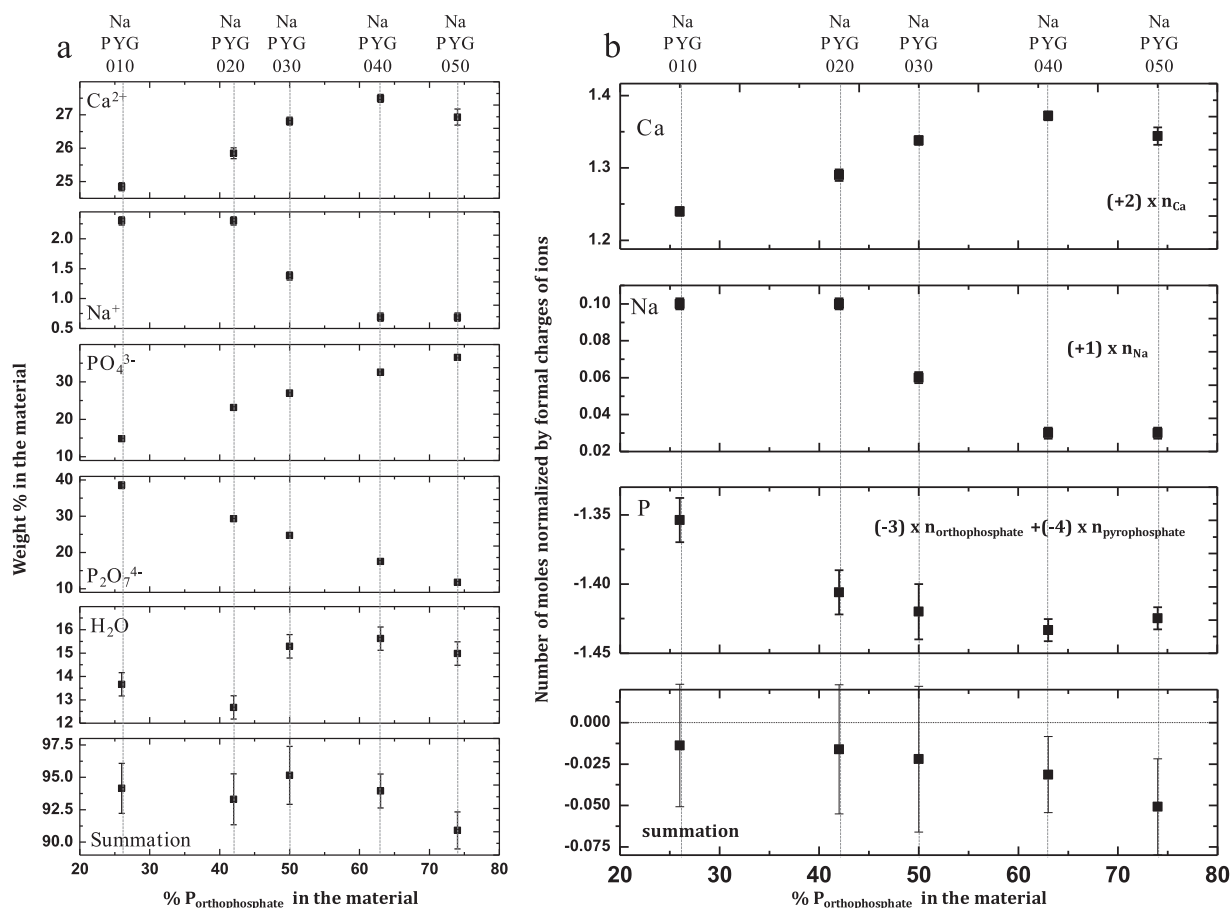 a
Na Na Na Na Na
PYG PYG PYG PYG PYG
010 020 030 040 050
Ca²⁺
27
26
25
Na⁺
2.0
1.5
1.0
0.5
PO₄³⁻
30
20
10
P₂O₇⁴⁻
40
30
20
10
H₂O
16
15
14
13
12
Summation
97.5
95.0
92.5
90.0
20 30 40 50 60 70 80
% P_orthophosphate in the material
Weight % in the material
b
Na Na Na Na Na
PYG PYG PYG PYG PYG
010 020 030 040 050
Ca
1.4
1.3
1.2
(+2) x n_Ca
Na
0.10
0.08
0.06
0.04
0.02
(+1) x n_Na
P
(-3) x n_orthophosphate +(-4) x n_pyrophosphate
-1.35
-1.40
-1.45
0.000
-0.025
-0.050
-0.075
summation
20 30 40 50 60 70 80
% P_orthophosphate in the material
Number of moles normalized by formal charges of ions